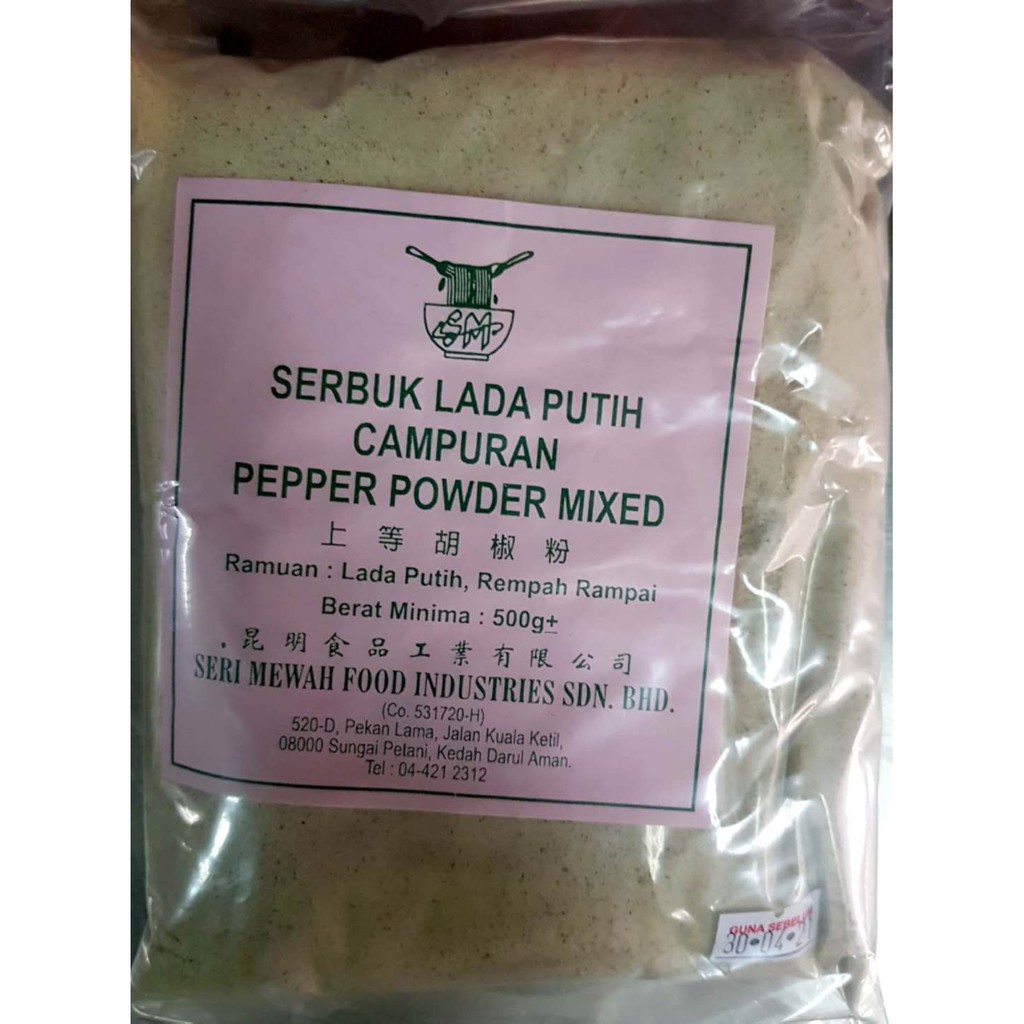 SMP
SERBUK LADA PUTIH
CAMPURAN
PEPPER POWDER MIXED
上等胡椒粉
Ramuan : Lada Putih, Rempah Rampai
Berat Minima : 500g±
昆明食品工業有限公司
SERI MEWAH FOOD INDUSTRIES SDN. BHD.
(Co. 531720-H)
520-D, Pekan Lama, Jalan Kuala Ketil,
08000 Sungai Petani, Kedah Darul Aman.
Tel : 04-421 2312
GUNA SEBELUM
30•04•21